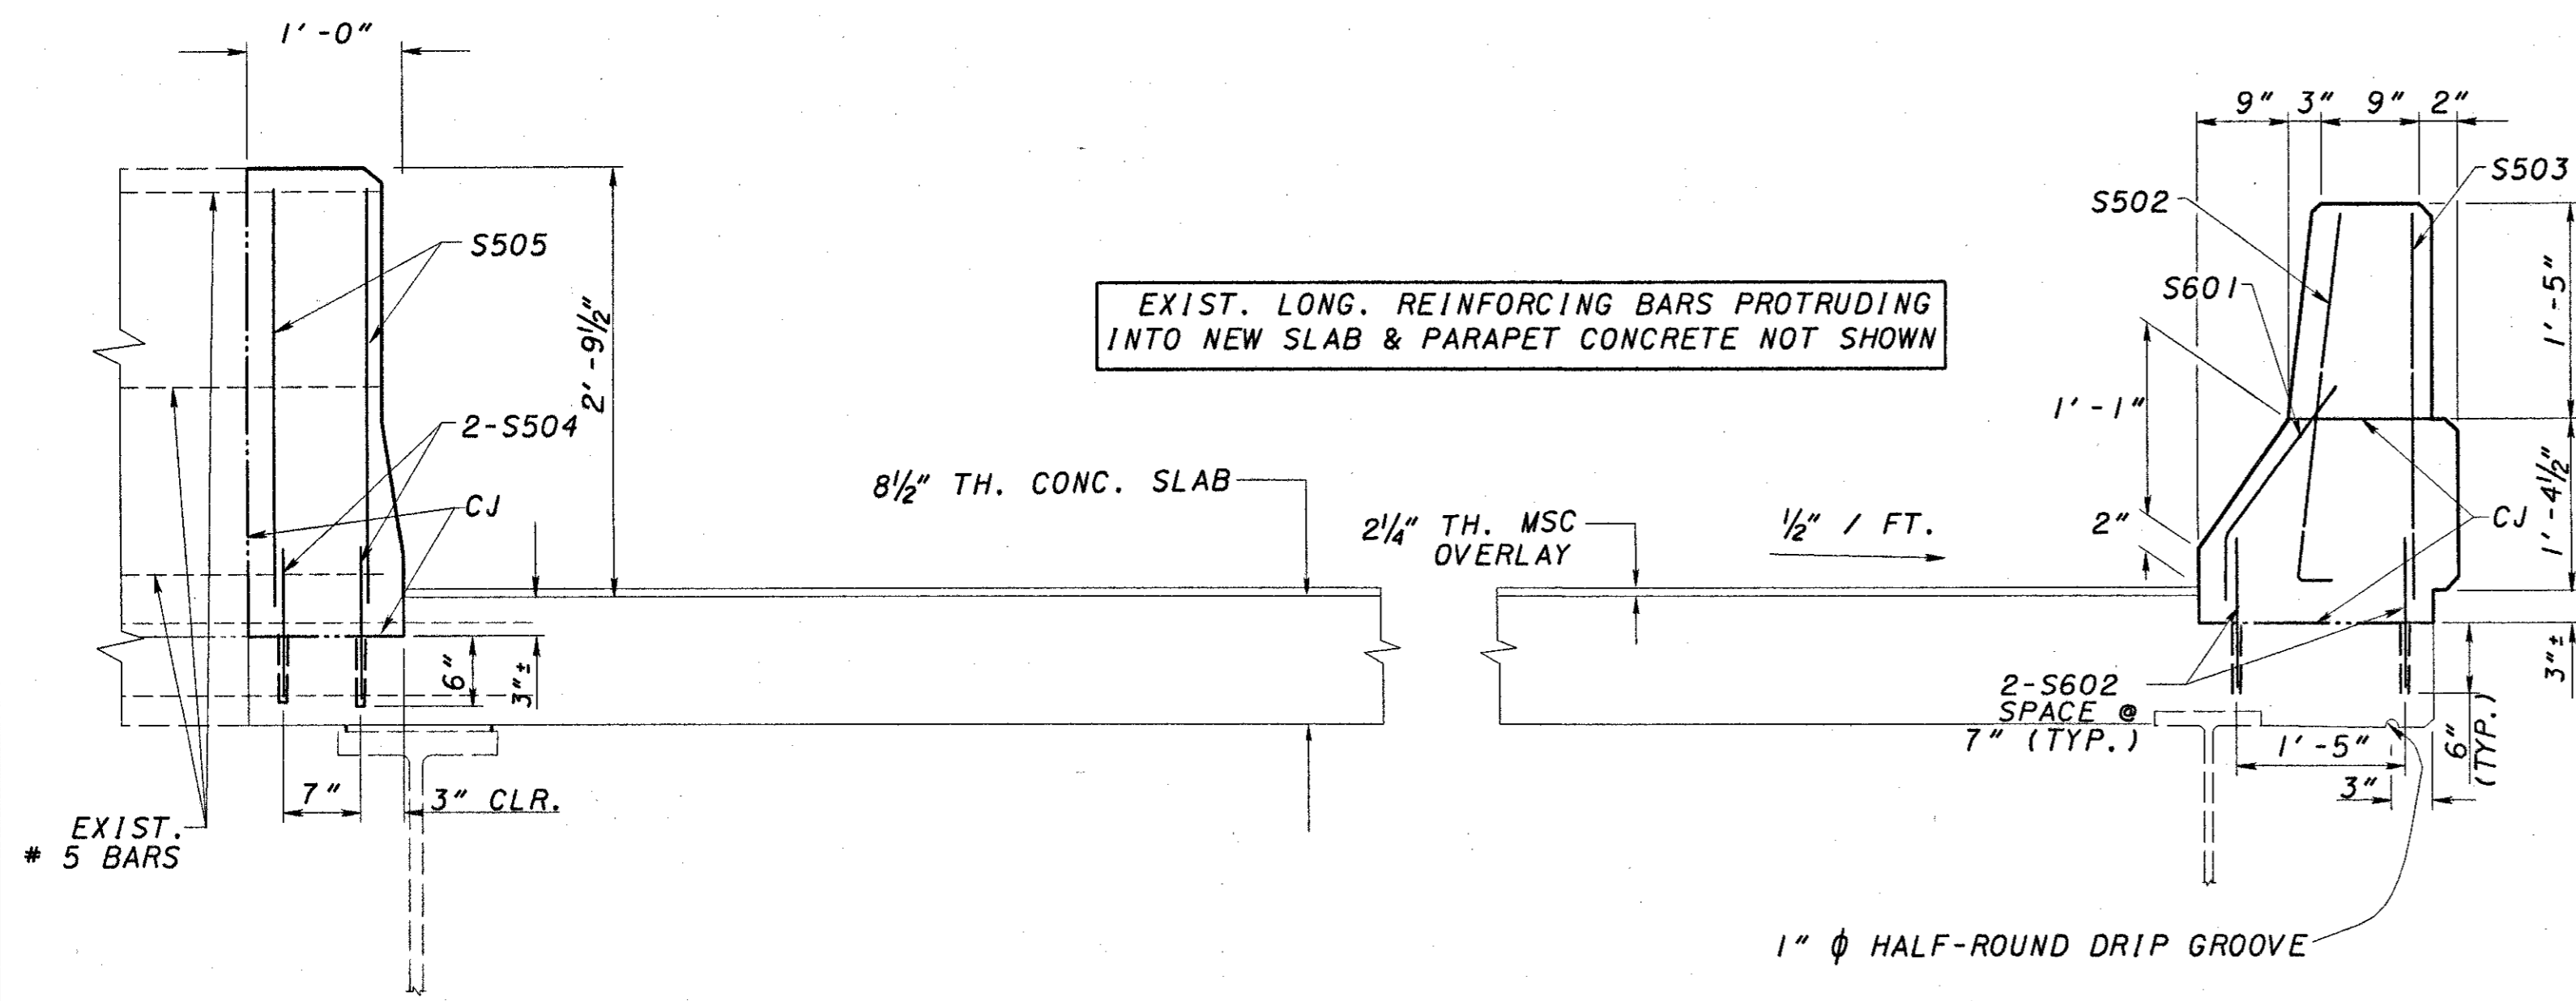 1'-0"
9" 3" 9" 2"
S503
S502
S505
S601
EXIST. LONG. REINFORCING BARS PROTRUDING
INTO NEW SLAB & PARAPET CONCRETE NOT SHOWN
2'-9½"
1'-5"
1'-1"
2-S504
8½" TH. CONC. SLAB
CJ
2¼" TH. MSC
OVERLAY
½" / FT.
2"
CJ
1'-4½"
6"
3"±
3"±
2-S602
SPACE @
7" (TYP.)
1'-5"
6"
(TYP.)
3"
7"
3" CLR.
EXIST.
# 5 BARS
1" ϕ HALF-ROUND DRIP GROOVE